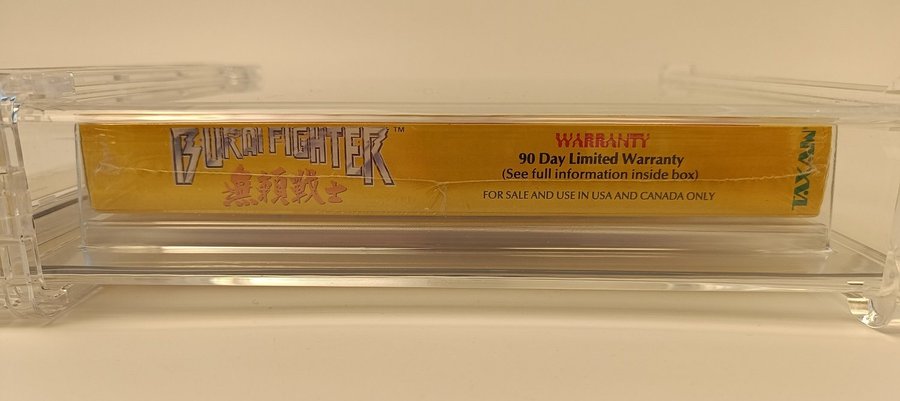 BURAI FIGHTER™
無頼戦士
WARRANTY
90 Day Limited Warranty
(See full information inside box)
FOR SALE AND USE IN USA AND CANADA ONLY
TAXAN